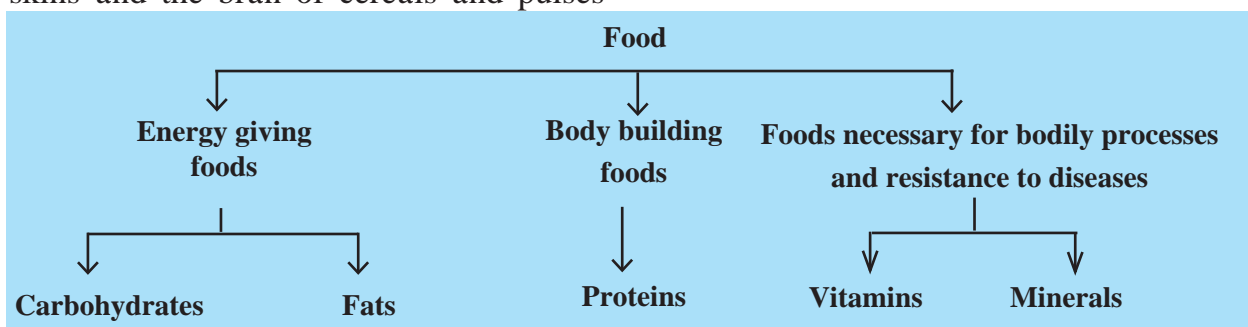 skins and the bran of cereals and pulses
Food
Energy giving
foods
Body building
foods
Foods necessary for bodily processes
and resistance to diseases
Carbohydrates
Fats
Proteins
Vitamins
Minerals